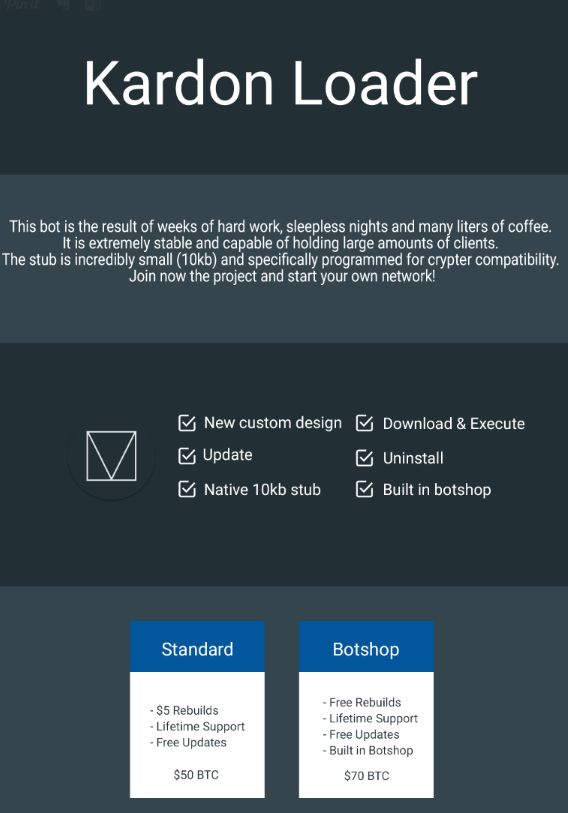 Pin it
Kardon Loader
This bot is the result of weeks of hard work, sleepless nights and many liters of coffee.
It is extremely stable and capable of holding large amounts of clients.
The stub is incredibly small (10kb) and specifically programmed for crypter compatibility.
Join now the project and start your own network!
New custom design
Download & Execute
Update
Uninstall
Native 10kb stub
Built in botshop
Standard
- $5 Rebuilds
- Lifetime Support
- Free Updates
$50 BTC
Botshop
- Free Rebuilds
- Lifetime Support
- Free Updates
- Built in Botshop
$70 BTC